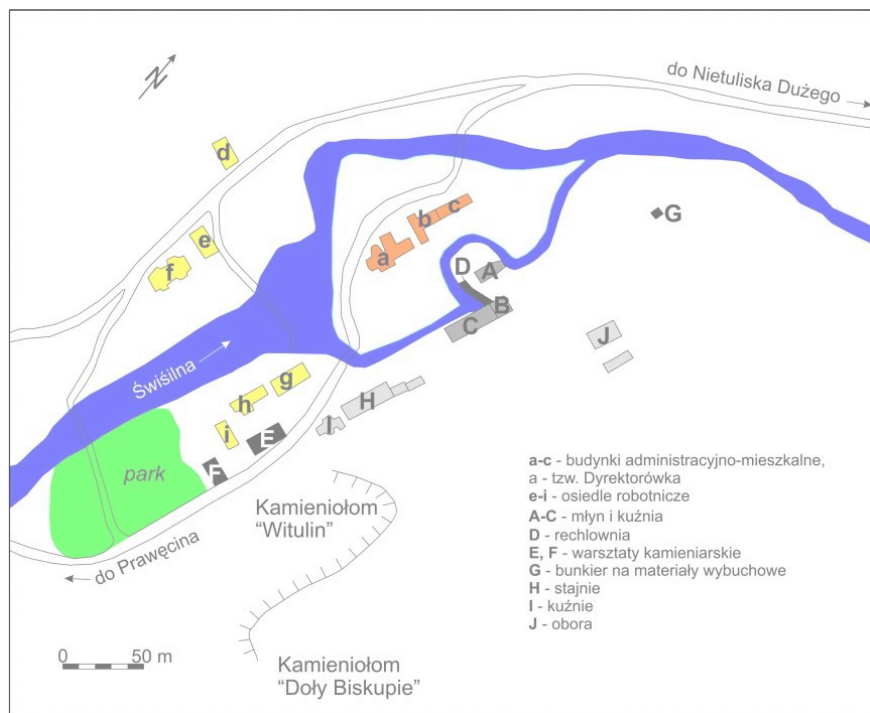 N
do Nietuliska Dużego
d
b
c
e
a
f
G
D
A
B
C
J
Świślina
g
h
H
i
E
I
F
park
Kamieniołom
“Witulin”
do Prawęcina
0 50 m
Kamieniołom
“Doły Biskupie”
a-c - budynki administracyjno-mieszkalne,
a - tzw. Dyrektorówka
e-i - osiedle robotnicze
A-C - młyn i kuźnia
D - rechlownia
E, F - warsztaty kamieniarskie
G - bunkier na materiały wybuchowe
H - stajnie
I - kuźnie
J - obora